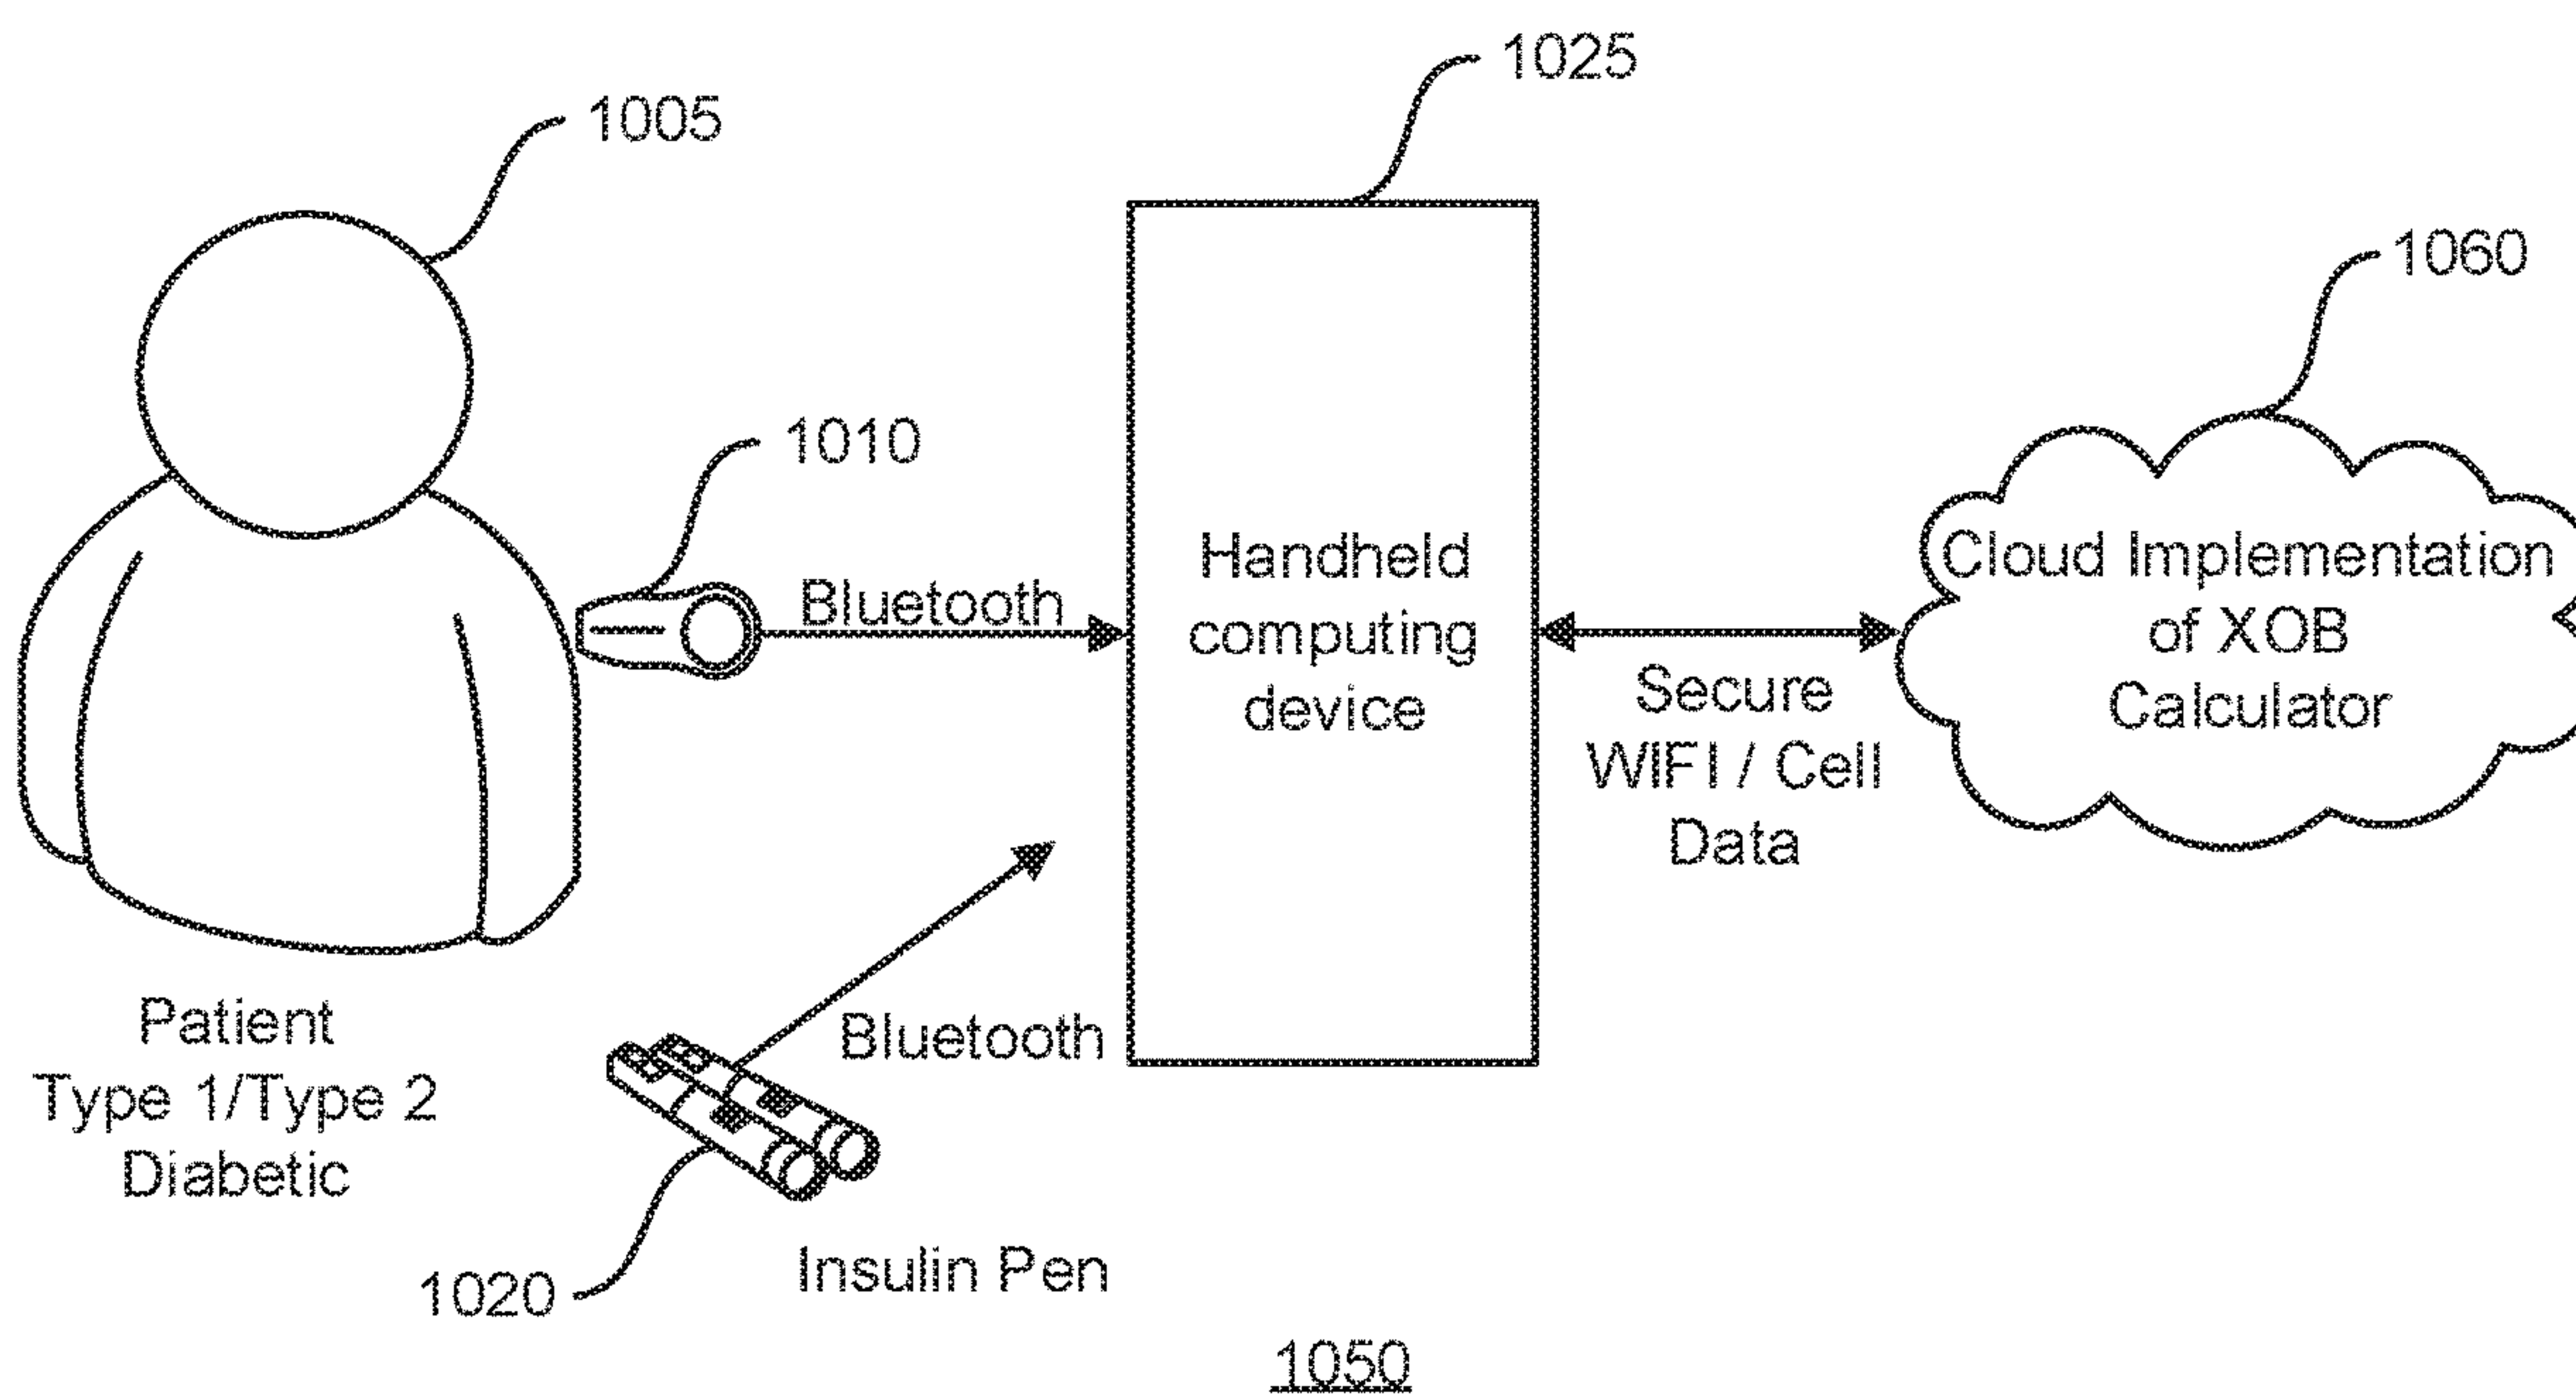 1025
1005
1060
1010
Bluetooth
Handheld
computing
device
Cloud Implementation
of XOB
Calculator
Secure
WIFI / Cell
Data
Patient
Type 1/Type 2
Diabetic
Bluetooth
1020
Insulin Pen
1050